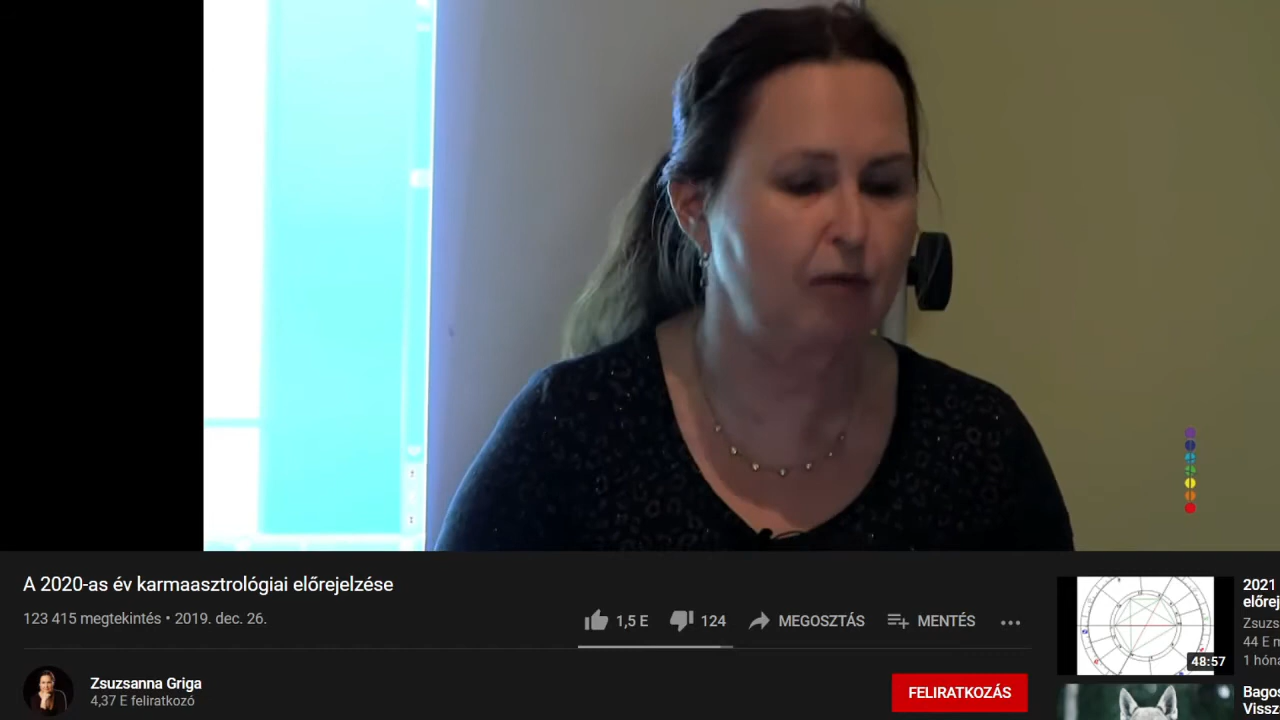 A 2020-as év karmaasztrológiai előrejelzése
123 415 megtekintés • 2019. dec. 26.
1,5 E
124
MEGOSZTÁS
MENTÉS
Zsuzsanna Griga
4,37 E feliratkozó
FELIRATKOZÁS
48:57
2021
előrej
Zsuzs
44 E m
1 hóna
Bagos
Vissz